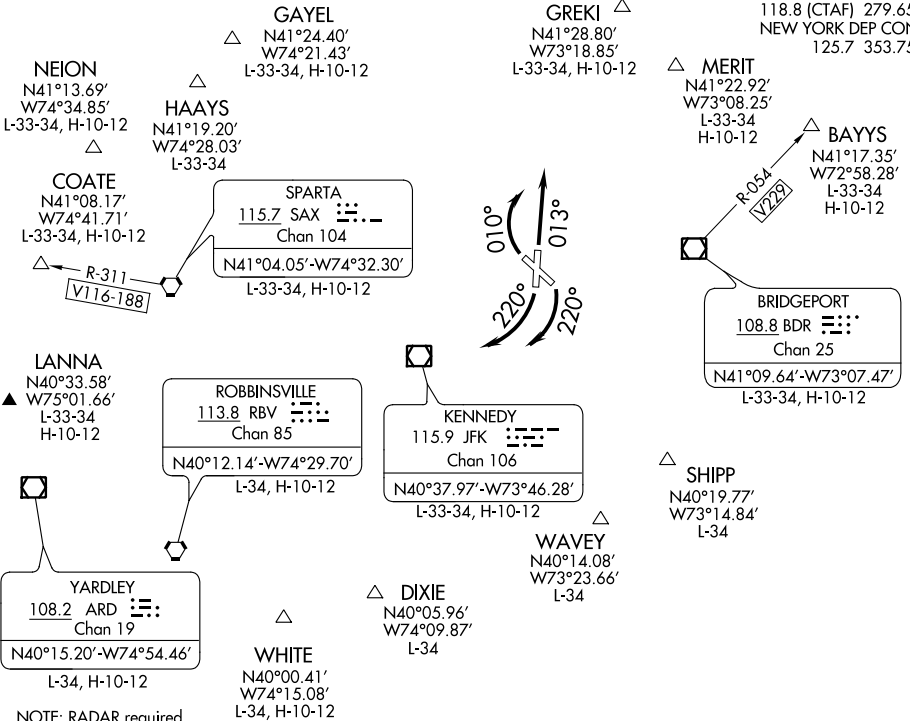 GAYEL
N41°24.40′
W74°21.43′
L-33-34, H-10-12
GREKI
N41°28.80′
W73°18.85′
L-33-34, H-10-12
118.8 (CTAF) 279.65
NEW YORK DEP CON
125.7 353.75
NEION
N41°13.69′
W74°34.85′
L-33-34, H-10-12
HAAYS
N41°19.20′
W74°28.03′
L-33-34
MERIT
N41°22.92′
W73°08.25′
L-33-34
H-10-12
BAYYS
N41°17.35′
W72°58.28′
L-33-34
H-10-12
R-054
V229
COATE
N41°08.17′
W74°41.71′
L-33-34, H-10-12
R-311
V116-188
SPARTA
115.7 SAX
Chan 104
N41°04.05′-W74°32.30′
L-33-34, H-10-12
010°
013°
220°
220°
BRIDGEPORT
108.8 BDR
Chan 25
N41°09.64′-W73°07.47′
L-33-34, H-10-12
LANNA
N40°33.58′
W75°01.66′
L-33-34
H-10-12
ROBBINSVILLE
113.8 RBV
Chan 85
N40°12.14′-W74°29.70′
L-34, H-10-12
KENNEDY
115.9 JFK
Chan 106
N40°37.97′-W73°46.28′
L-33-34, H-10-12
SHIPP
N40°19.77′
W73°14.84′
L-34
WAVEY
N40°14.08′
W73°23.66′
L-34
YARDLEY
108.2 ARD
Chan 19
N40°15.20′-W74°54.46′
L-34, H-10-12
DIXIE
N40°05.96′
W74°09.87′
L-34
WHITE
N40°00.41′
W74°15.08′
L-34, H-10-12
NOTE: RADAR required